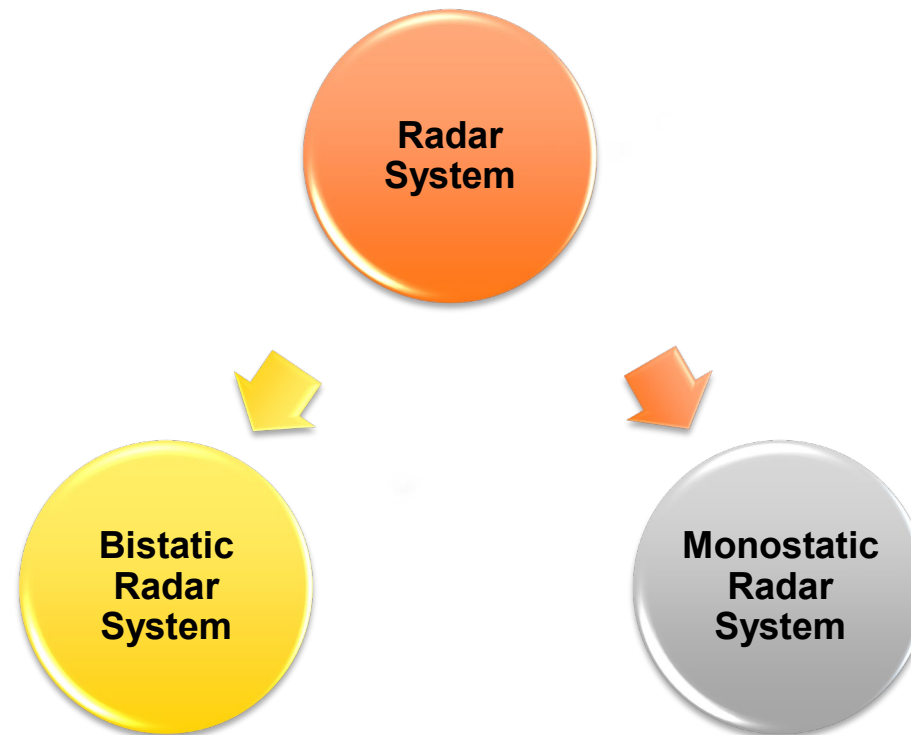 Radar
System
Bistatic
Radar
System
Monostatic
Radar
System